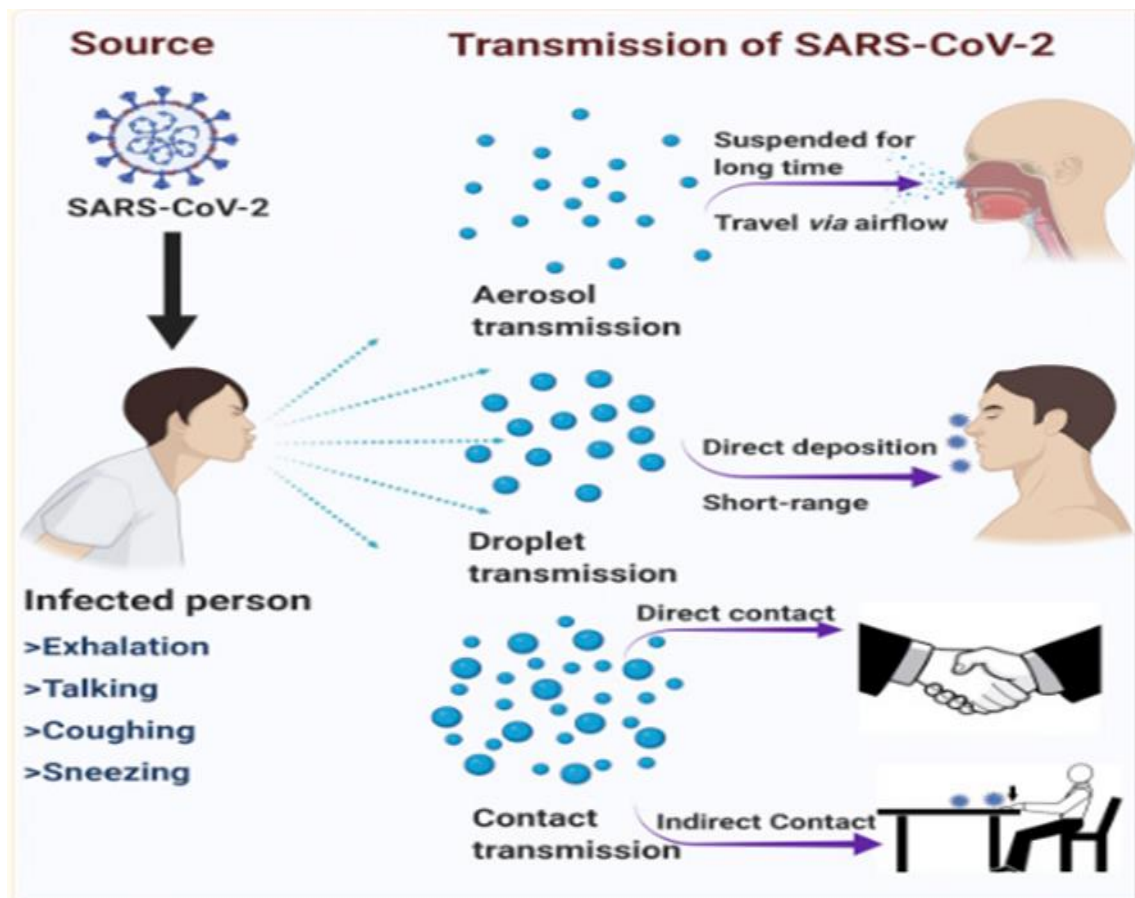 Source
SARS-CoV-2
Infected person
>Exhalation
>Talking
>Coughing
>Sneezing
Transmission of SARS-CoV-2
Suspended for
long time
Travel via airflow
Aerosol
transmission
Direct deposition
Short-range
Droplet
transmission
Direct contact
Contact
transmission
Indirect Contact